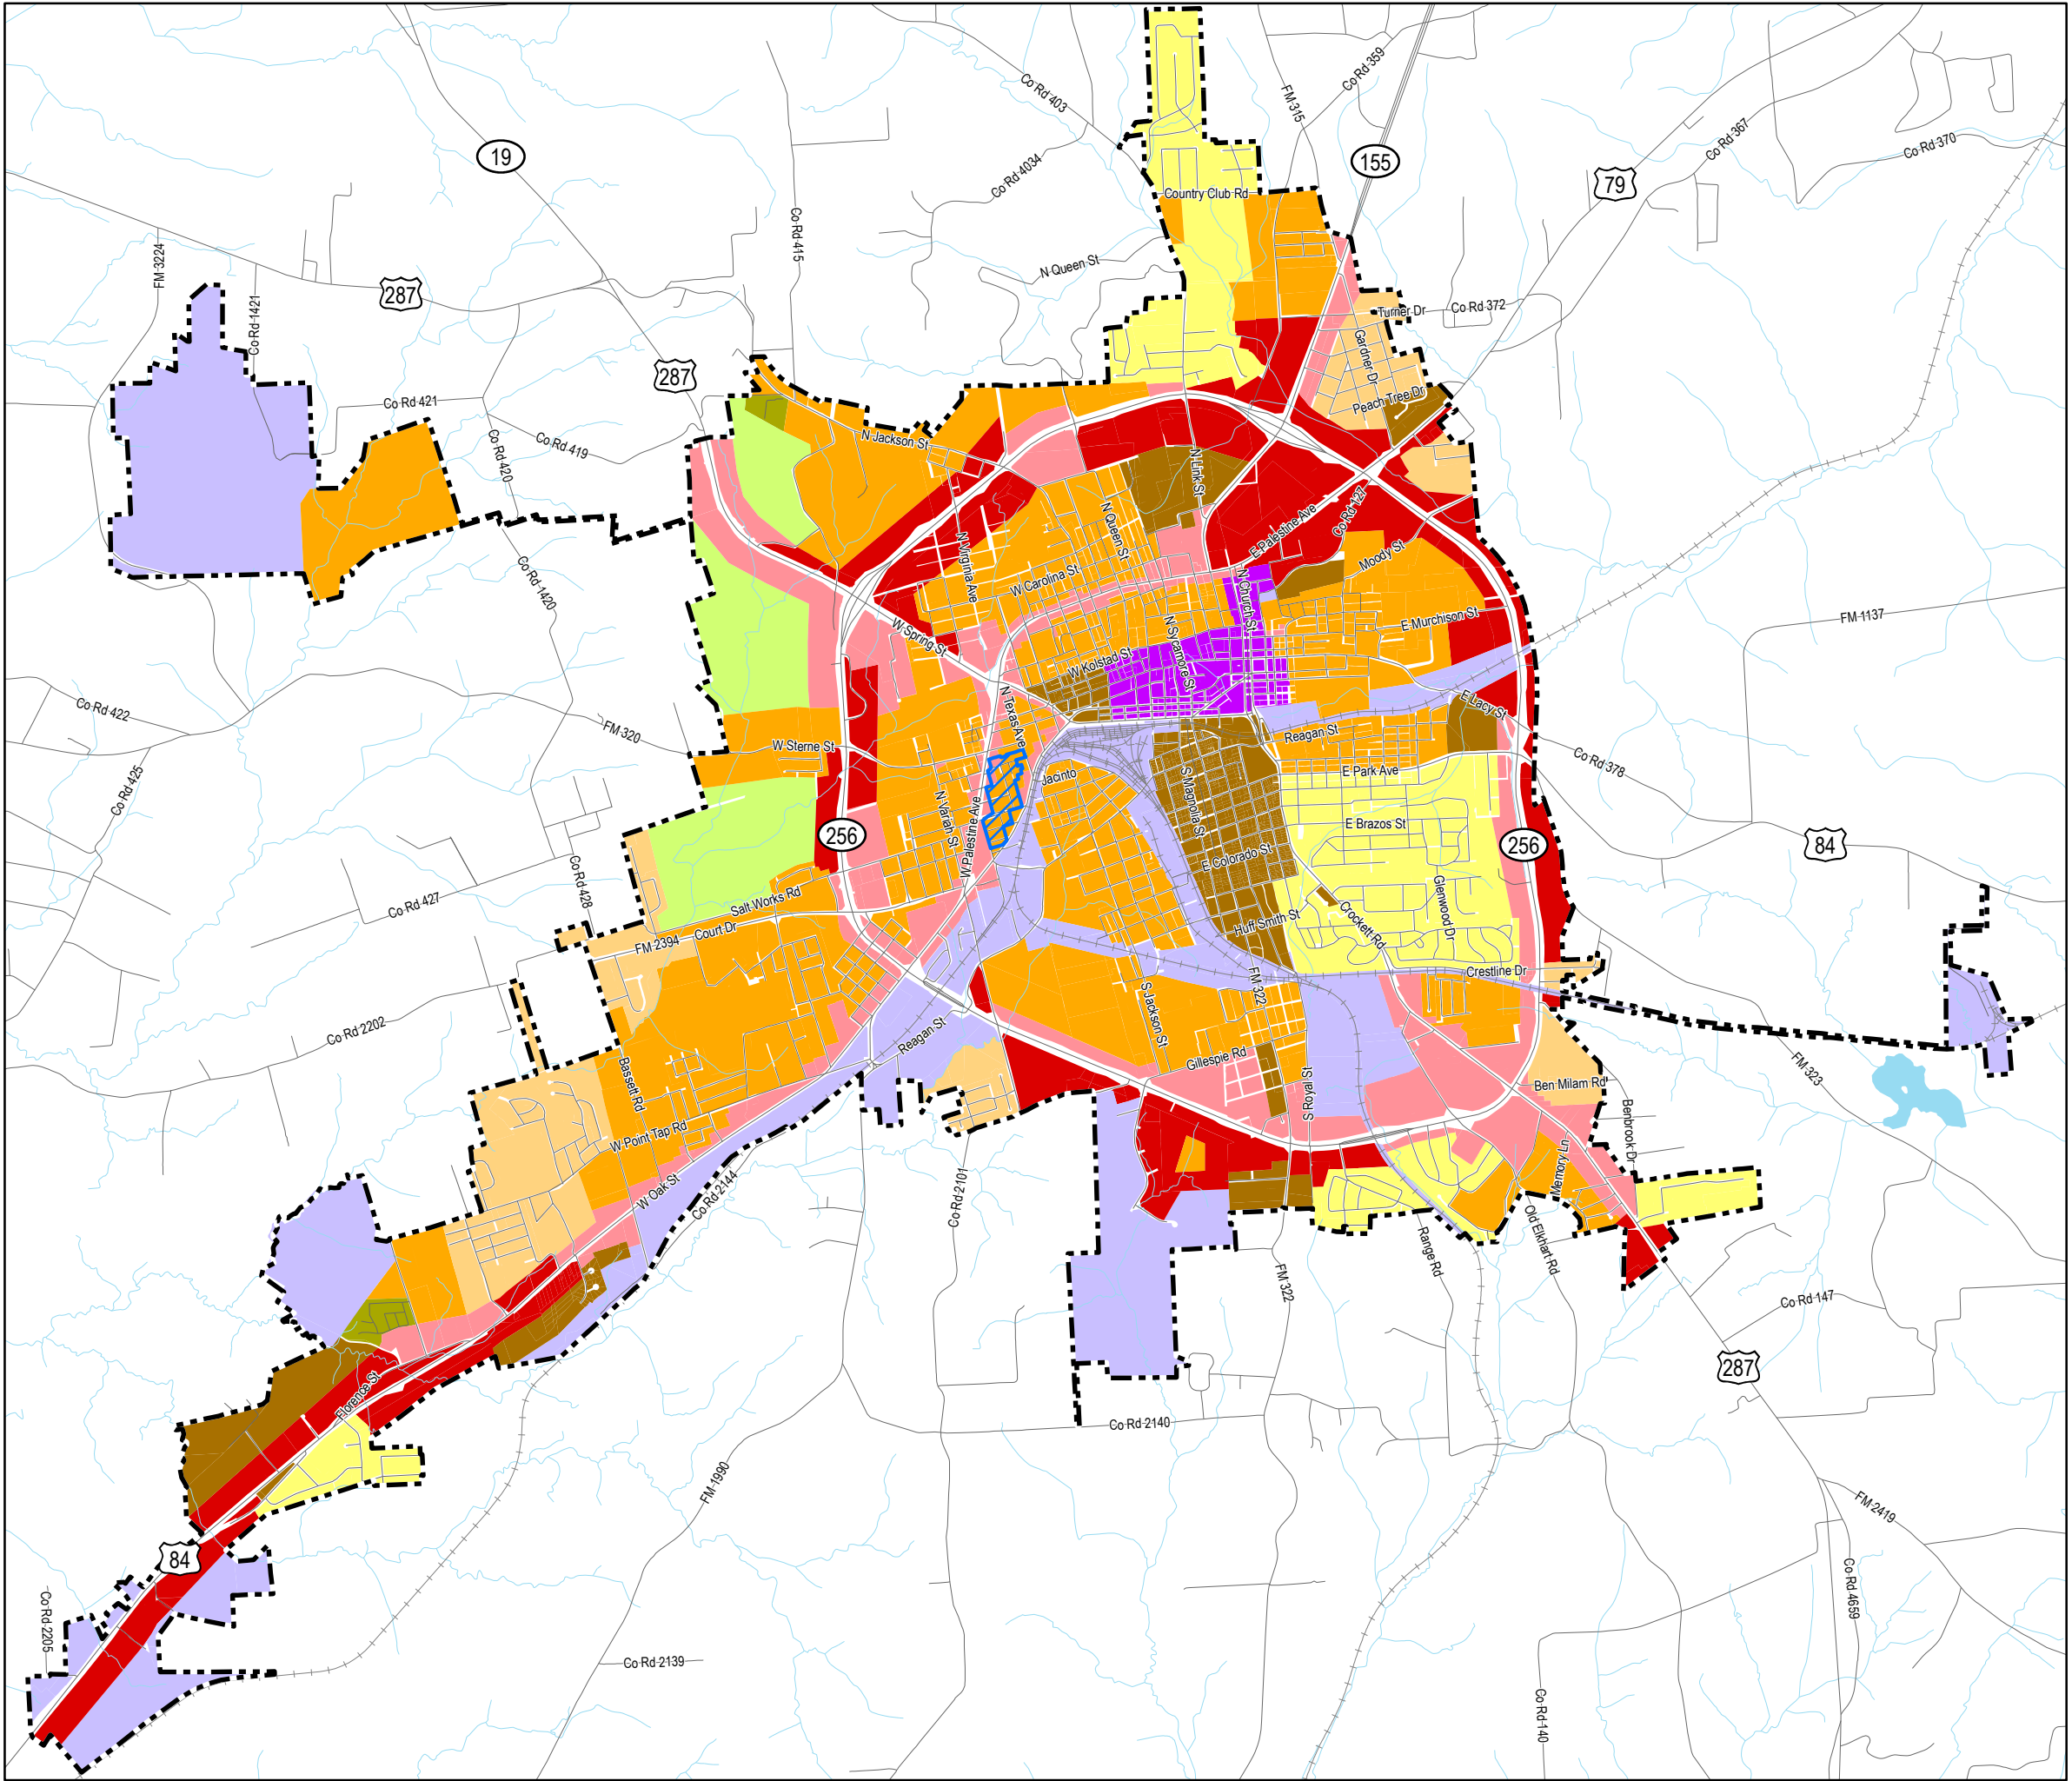 Co Rd 403
FM 315
Co Rd 359
19
155
Co Rd 367
Co Rd 370
Co Rd 4034
79
Country Club Rd
Co Rd 415
FM 3224
N Queen St
287
Co Rd 1421
Turner Dr
Co Rd 372
Gardner Dr
287
Co Rd 421
Peach Tree Dr
Co Rd 419
N Jackson St
Co Rd 420
N Link St
N Queen St
E Palestine Ave
Co Rd 127
N Virginia Ave
Moody St
W Carolina St
Co Rd 1420
N Church St
E Murchison St
FM 1137
W Spring St
N Sycamore St
W Kolstad St
Co Rd 422
N Texas Ave
E Lacy St
FM 320
W Sterne St
Reagan St
Co Rd 378
Co Rd 425
Jacinto
E Park Ave
S Magnolia St
N Variah St
W Palestine Ave
E Brazos St
256
256
84
E Colorado St
Co Rd 428
Co Rd 427
Salt Works Rd
Glenwood Dr
Crockett Rd
Huff Smith St
FM 2394
Court Dr
Crestline Dr
FM 322
S Jackson St
Co Rd 2202
Reagan St
Gillespie Rd
FM 323
Bassett Rd
Ben Milam Rd
S Royall St
Benbrook Dr
W Point Tap Rd
Memory Ln
W Oak St
Co Rd 2144
Co Rd 2101
Old Elkhart Rd
Range Rd
FM 322
Co Rd 147
287
Florence St
Co Rd 2140
FM 1990
FM 2419
84
Co Rd 2205
Co Rd 4659
Co Rd 2139
Co Rd 140